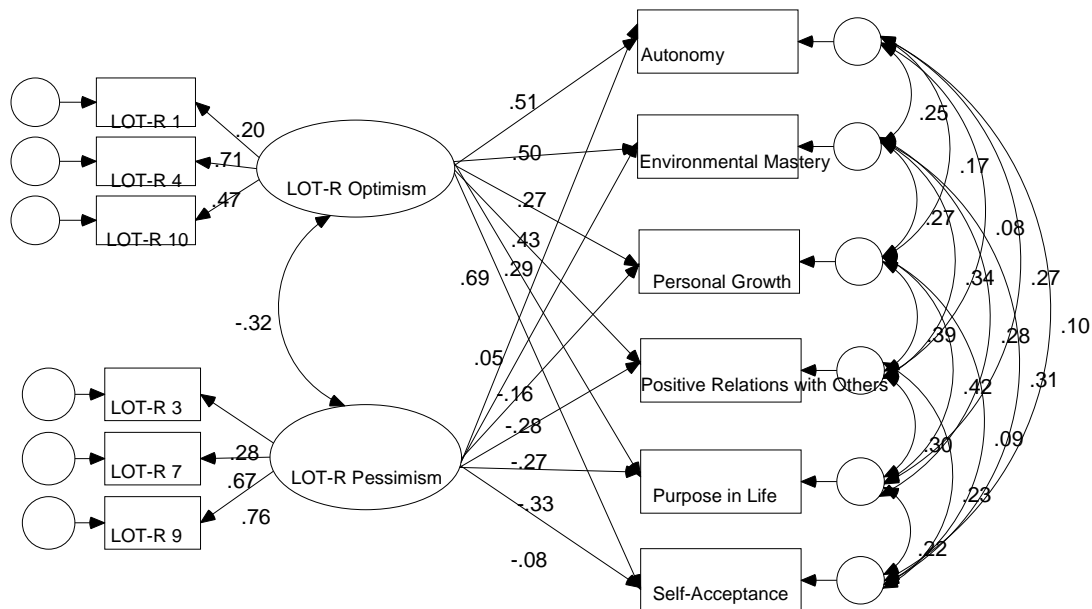 Autonomy
.51
.25
LOT-R 1
.20
.50
Environmental Mastery
.17
LOT-R 4
.71
LOT-R Optimism
.27
.27
.08
LOT-R 10
.47
.43
.29
Personal Growth
.34
.27
.69
-.32
.39
.28
.10
.05
Positive Relations with Others
.42
.31
LOT-R 3
-.16
.28
-.28
.30
.09
LOT-R 7
.67
LOT-R Pessimism
-.27
Purpose in Life
.23
LOT-R 9
.76
-.33
.22
-.08
Self-Acceptance